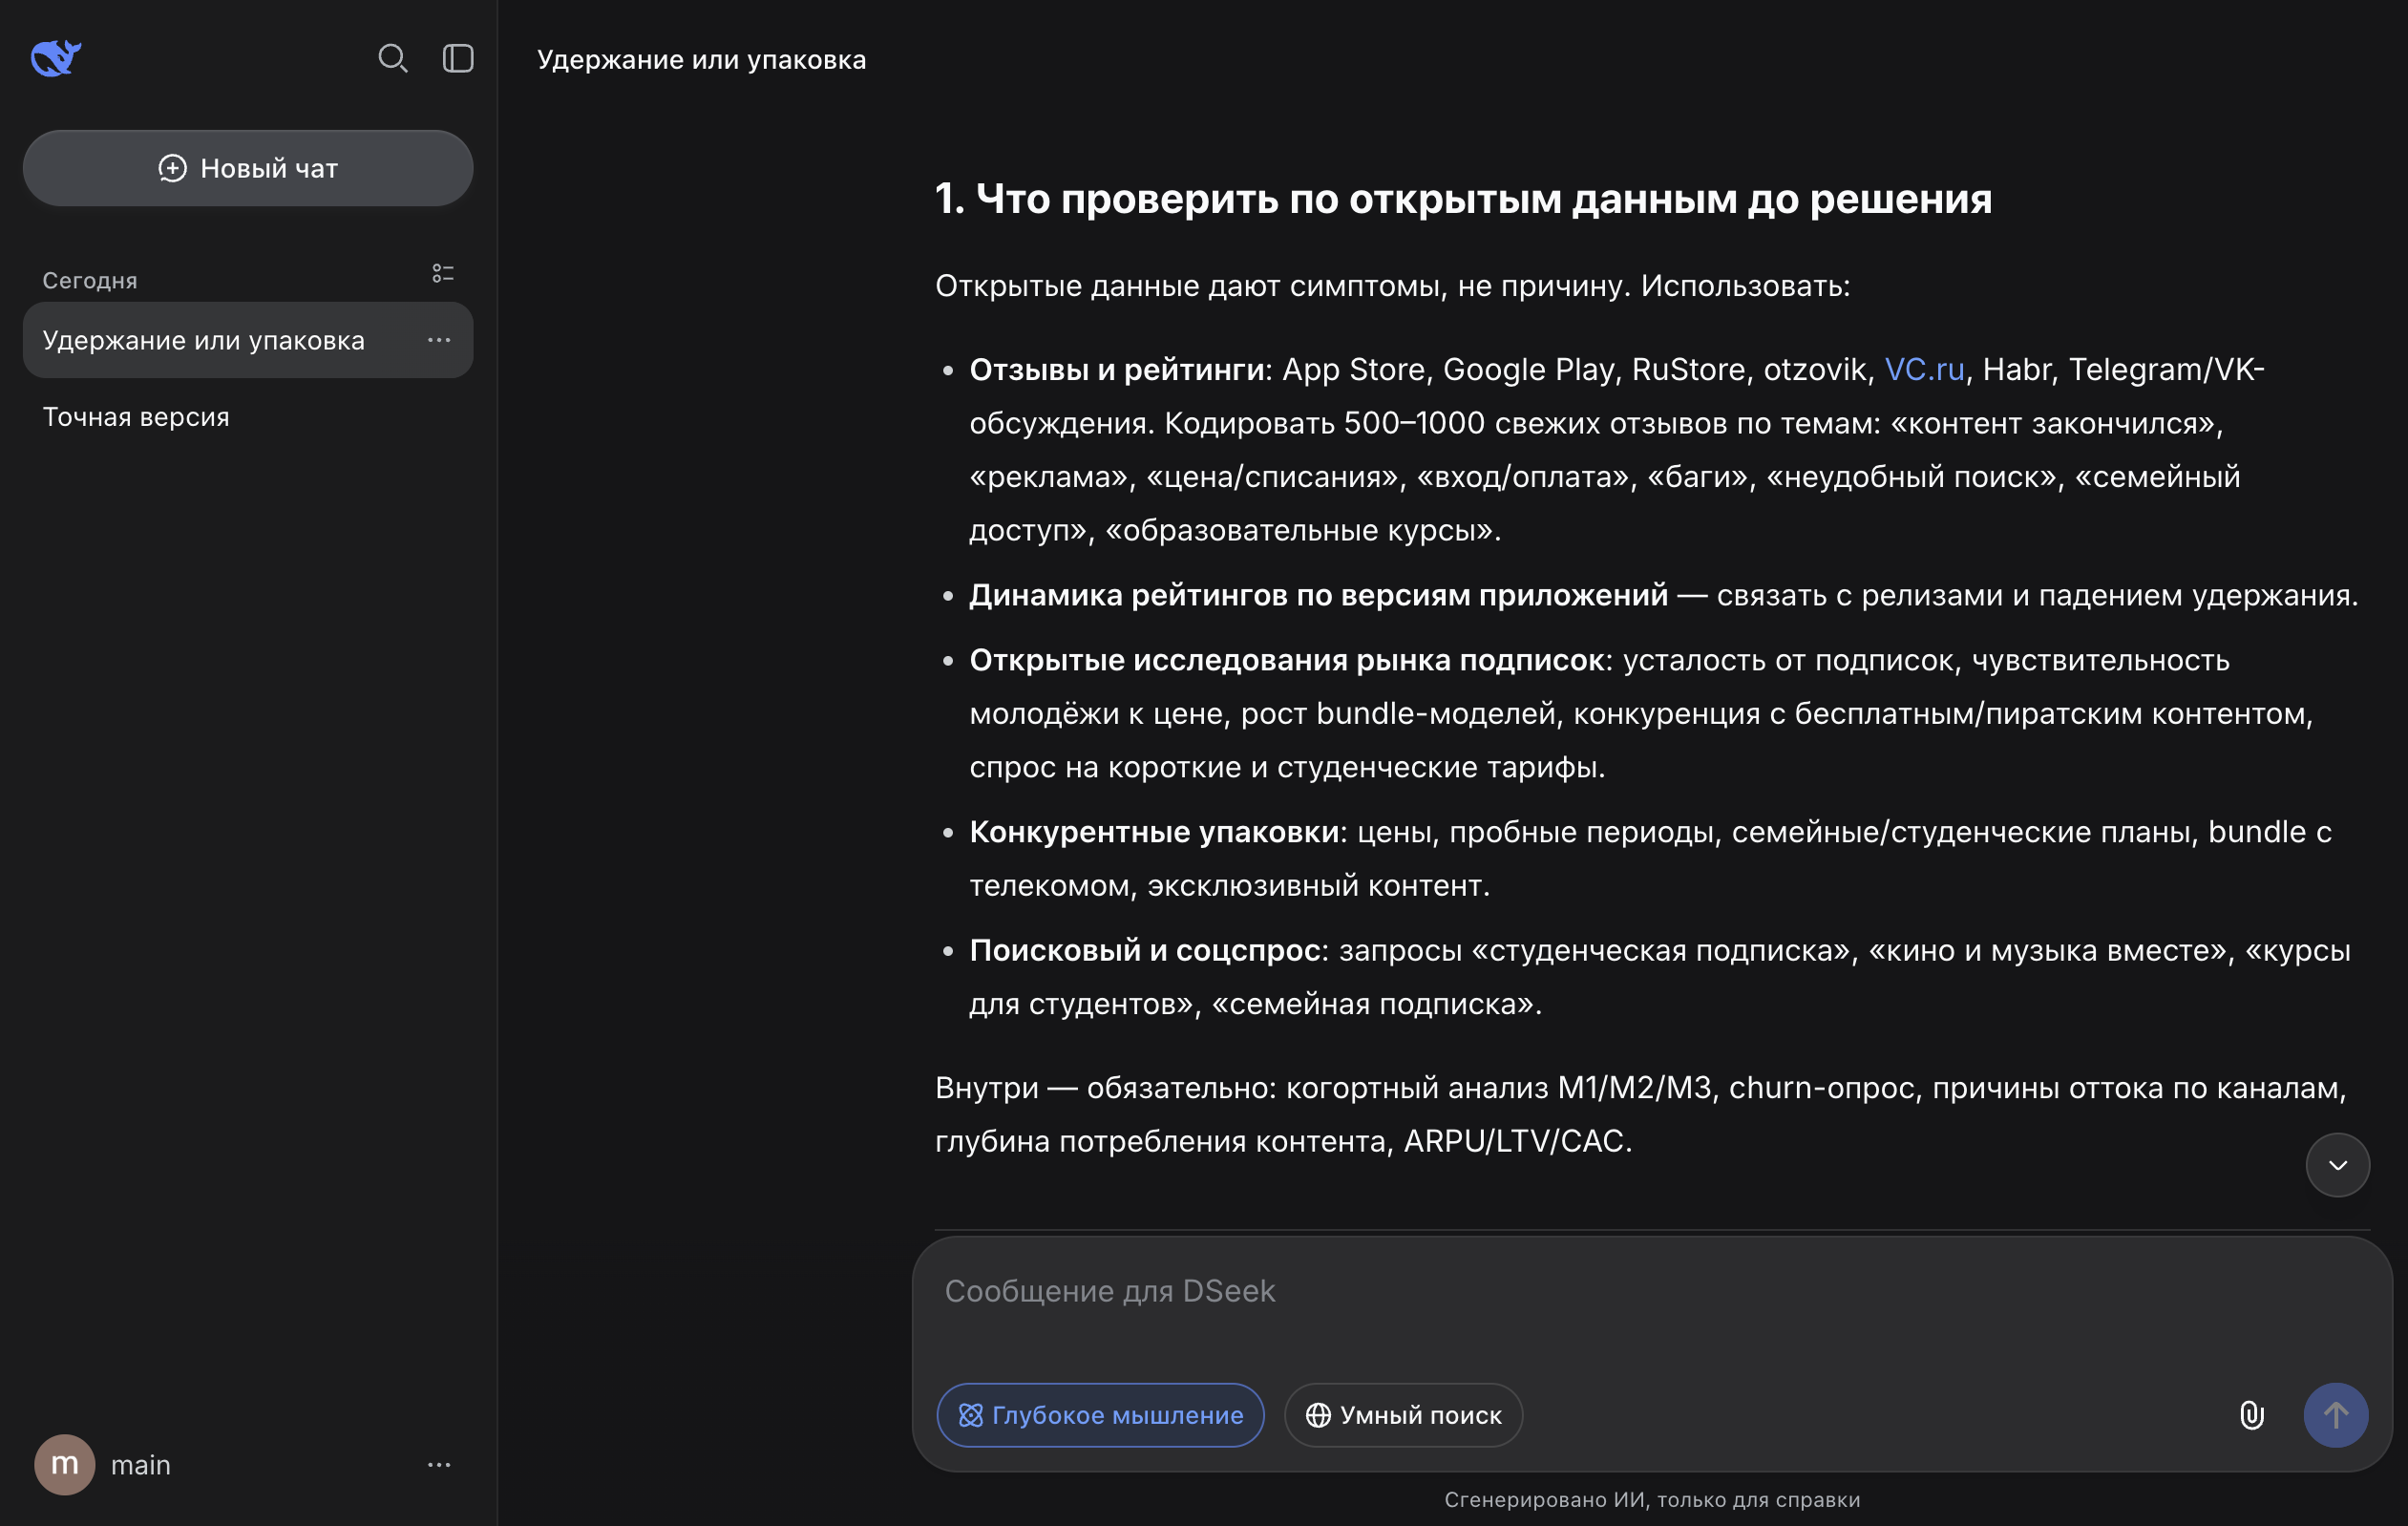 Удержание или упаковка
Новый чат
Сегодня
Удержание или упаковка
Точная версия
1. Что проверить по открытым данным до решения
Открытые данные дают симптомы, не причину. Использовать:
• Отзывы и рейтинги: App Store, Google Play, RuStore, otzovik, VC.ru, Habr, Telegram/VK-
обсуждения. Кодировать 500–1000 свежих отзывов по темам: «контент закончился»,
«реклама», «цена/списания», «вход/оплата», «баги», «неудобный поиск», «семейный
доступ», «образовательные курсы».
• Динамика рейтингов по версиям приложений — связать с релизами и падением удержания.
• Открытые исследования рынка подписок: усталость от подписок, чувствительность
молодёжи к цене, рост bundle-моделей, конкуренция с бесплатным/пиратским контентом,
спрос на короткие и студенческие тарифы.
• Конкурентные упаковки: цены, пробные периоды, семейные/студенческие планы, bundle с
телекомом, эксклюзивный контент.
• Поисковый и соцспрос: запросы «студенческая подписка», «кино и музыка вместе», «курсы
для студентов», «семейная подписка».
Внутри — обязательно: когортный анализ M1/M2/M3, churn-опрос, причины оттока по каналам,
глубина потребления контента, ARPU/LTV/CAC.
Сообщение для DSeek
Глубокое мышление
Умный поиск
m
main
Сгенерировано ИИ, только для справки